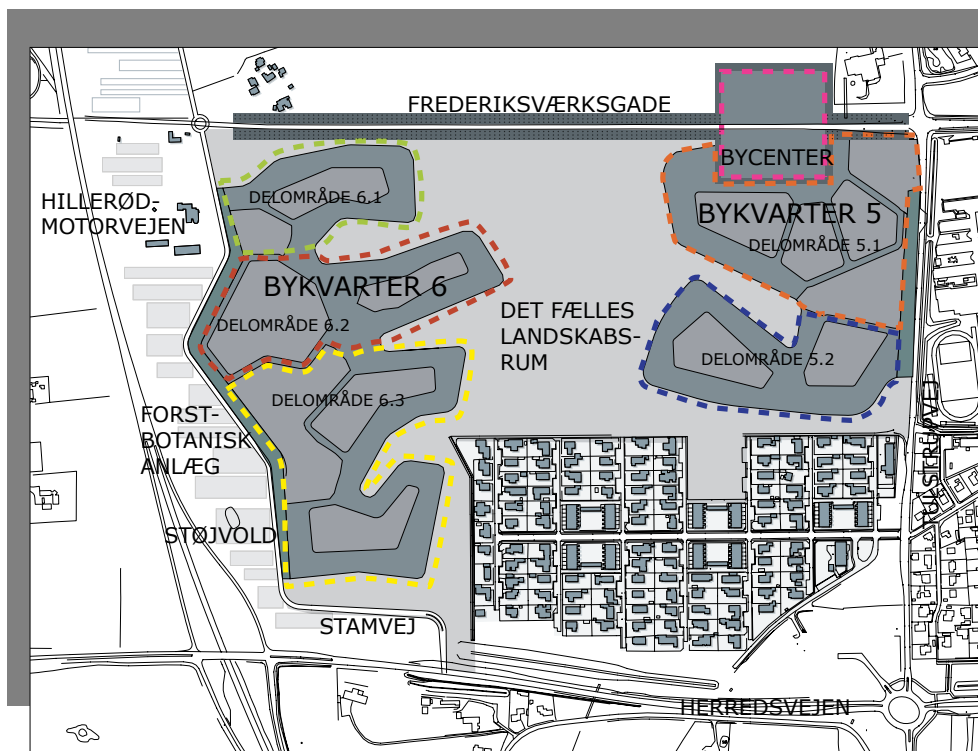 FREDERIKSVÆRKSGADE
BYCENTER
HILLERØD-
MOTORVEJEN
DELOMRÅDE 6.1
BYKVARTER 5
DELOMRÅDE 5.1
BYKVARTER 6
DELOMRÅDE 6.2
DET FÆLLES
LANDSKABS-
RUM
DELOMRÅDE 5.2
DELOMRÅDE 6.3
FORST-
BOTANISK
ANLÆG
STØJVOLD
STAMVEJ
HERREDSVEJEN